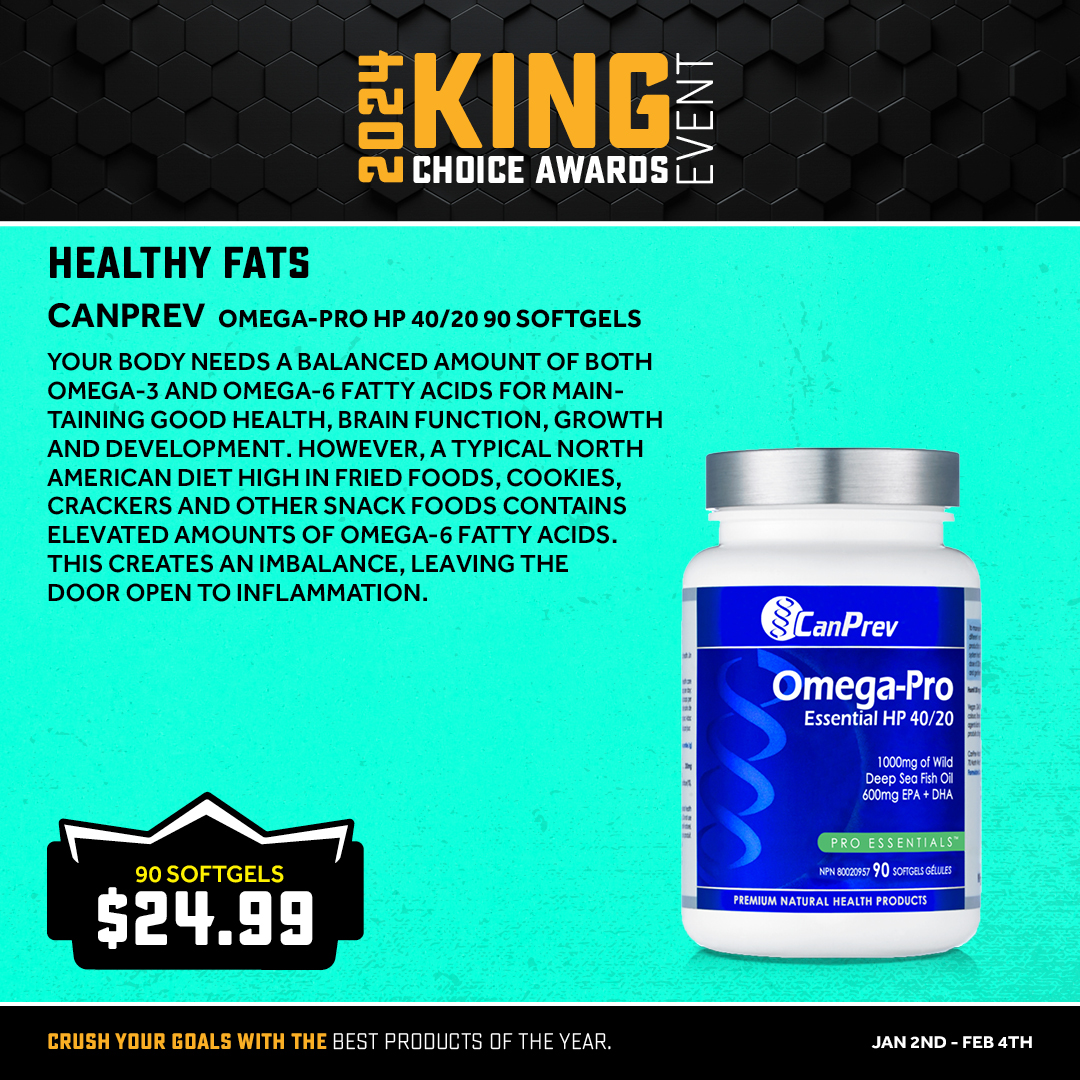 2024
KING
CHOICE AWARDS
EVENT
HEALTHY FATS
CANPREV OMEGA-PRO HP 40/20 90 SOFTGELS
YOUR BODY NEEDS A BALANCED AMOUNT OF BOTH
OMEGA-3 AND OMEGA-6 FATTY ACIDS FOR MAIN-
TAINING GOOD HEALTH, BRAIN FUNCTION, GROWTH
AND DEVELOPMENT. HOWEVER, A TYPICAL NORTH
AMERICAN DIET HIGH IN FRIED FOODS, COOKIES,
CRACKERS AND OTHER SNACK FOODS CONTAINS
ELEVATED AMOUNTS OF OMEGA-6 FATTY ACIDS.
THIS CREATES AN IMBALANCE, LEAVING THE
DOOR OPEN TO INFLAMMATION.
CanPrev
Omega-Pro
Essential HP 40/20
1000mg of Wild
Deep Sea Fish Oil
600mg EPA + DHA
PRO ESSENTIALS™
NPN 80020957 90 SOFTGELS GÉLULES
PREMIUM NATURAL HEALTH PRODUCTS
90 SOFTGELS
$24.99
CRUSH YOUR GOALS WITH THE BEST PRODUCTS OF THE YEAR.
JAN 2ND - FEB 4TH